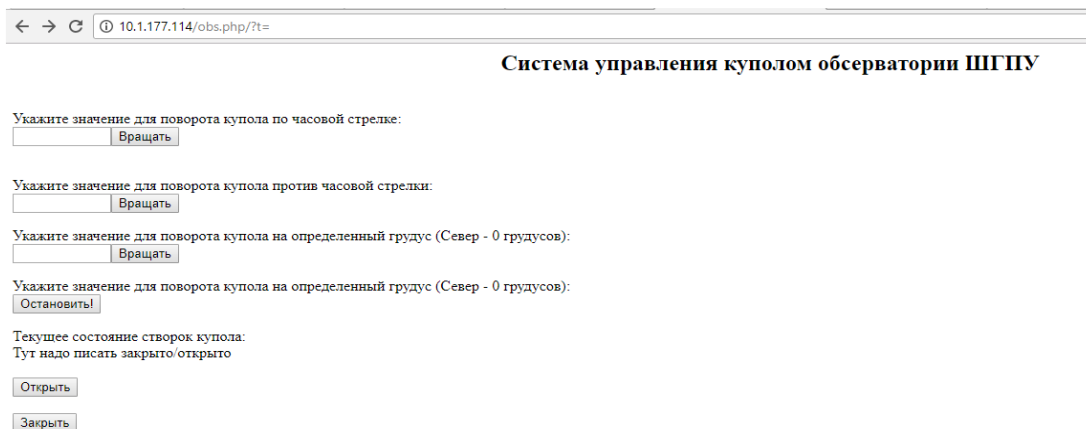 10.1.177.114/obs.php/?t=
Система управления куполом обсерватории ШГПУ
Укажите значение для поворота купола по часовой стрелке:
Вращать
Укажите значение для поворота купола против часовой стрелки:
Вращать
Укажите значение для поворота купола на определенный грудус (Север - 0 грудусов):
Вращать
Укажите значение для поворота купола на определенный грудус (Север - 0 грудусов):
Остановить!
Текущее состояние створок купола:
Тут надо писать закрыто/открыто
Открыть
Закрыть